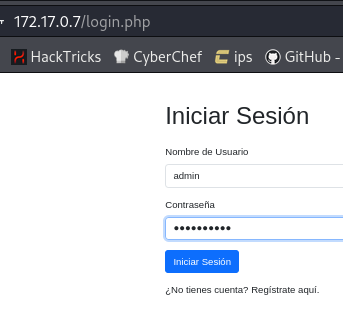 172.17.0.7/login.php
HackTricks CyberChef ips GitHub -
Iniciar Sesión
Nombre de Usuario
admin
Contraseña
••••••••••
Iniciar Sesión
¿No tienes cuenta? Regístrate aquí.